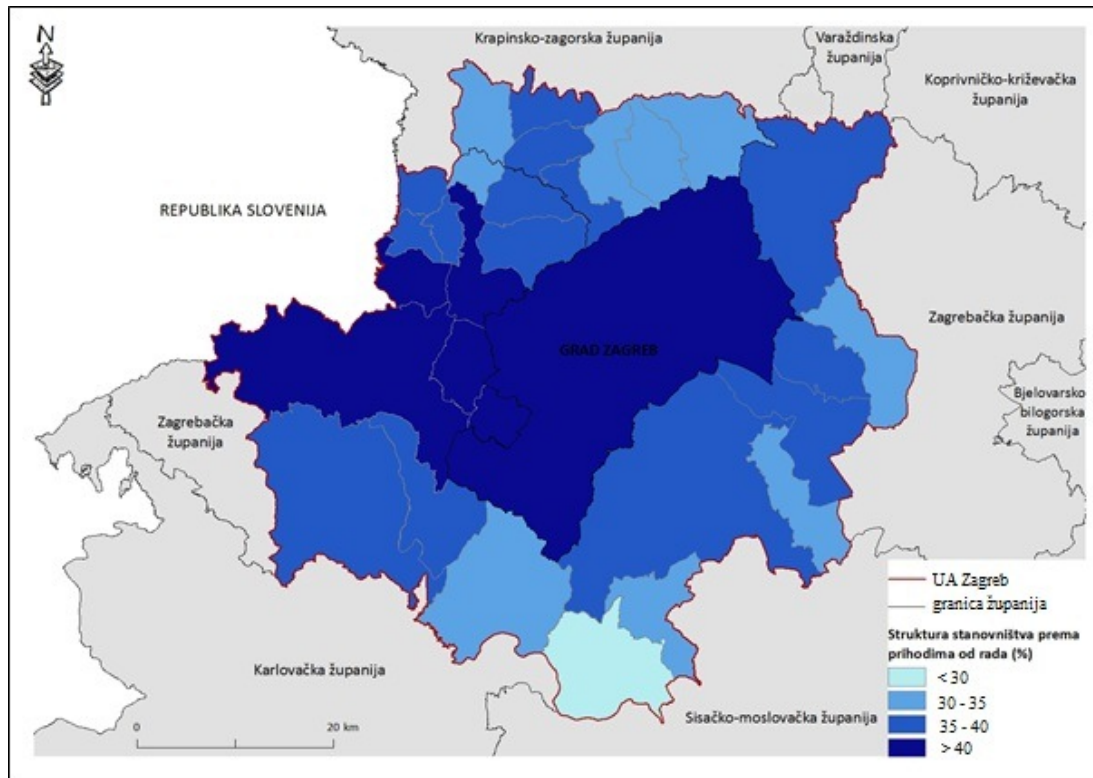 N
Krapinsko-zagorska županija
Varaždinska
županija
Koprivničko-križevačka
županija
REPUBLIKA SLOVENIJA
Zagrebačka županija
GRAD ZAGREB
Bjelovarsko
bilogorska
županija
Zagrebačka
županija
Karlovačka županija
Sisačko-moslovačka županija
0
20 km
UA Zagreb
granica županija
Struktura stanovništva prema
prihodima od rada (%)
< 30
30 - 35
35 - 40
> 40